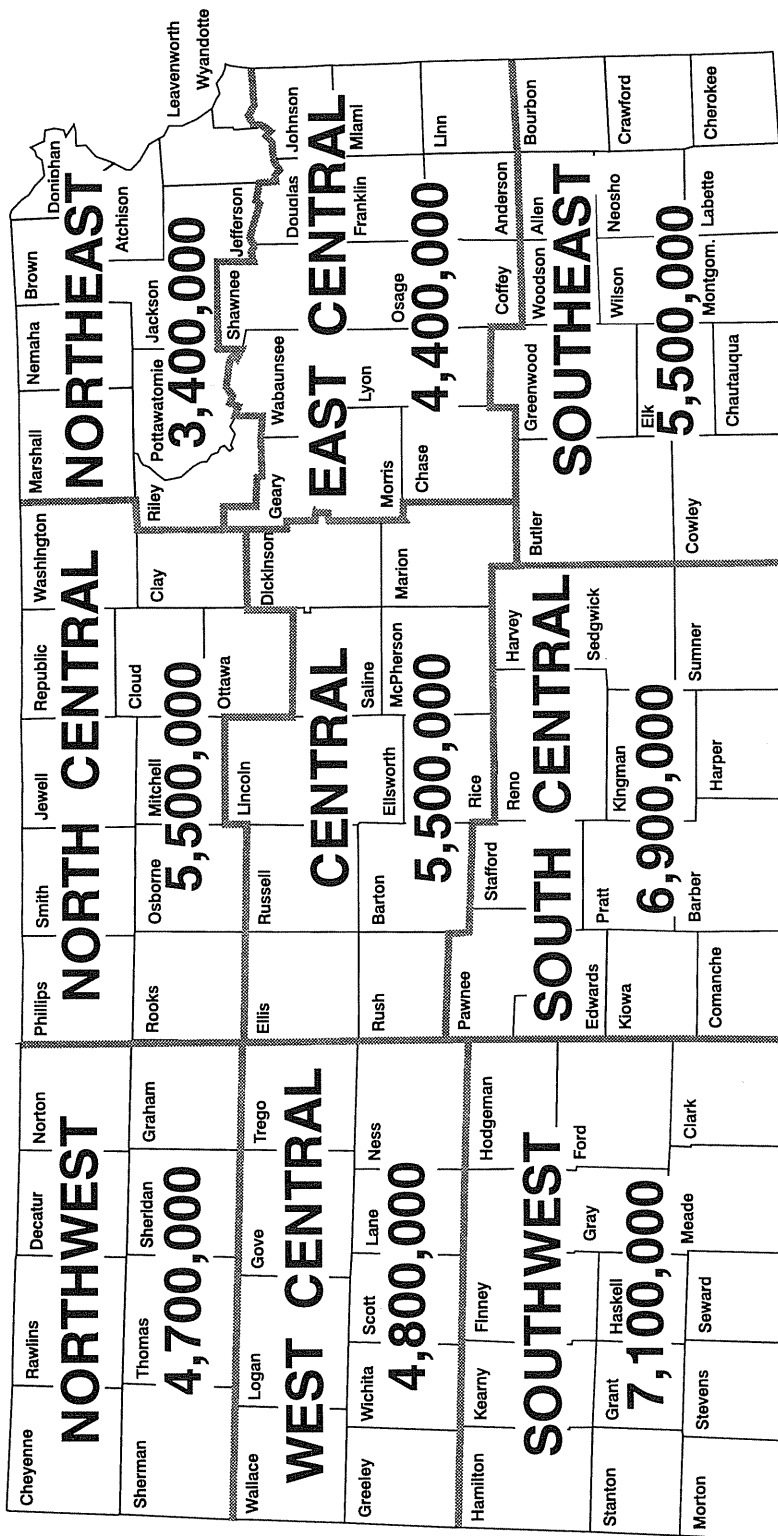 Cheyenne
Rawlins
Decatur
Norton
NORTHWEST
Sherman
Thomas
Sheridan
Graham
4,700,000
Phillips
Smith
Jewell
Republic
Washington
NORTH CENTRAL
Rooks
Osborne
Mitchell
Cloud
Clay
Ottawa
5,500,000
Marshall
Nemaha
Brown
Doniphan
NORTHEAST
Atchison
Riley
Pottawatomie
Jackson
Jefferson
Leavenworth
Wyandotte
Shawnee
3,400,000
Wallace
Logan
Gove
Trego
WEST CENTRAL
Greeley
Wichita
Scott
Lane
Ness
4,800,000
Ellis
Russell
Lincoln
Dickinson
CENTRAL
Saline
Rush
Barton
Ellsworth
McPherson
Marion
Rice
5,500,000
Geary
Wabaunsee
Douglas
Johnson
EAST CENTRAL
Morris
Lyon
Osage
Franklin
Miami
Chase
Coffey
Anderson
Linn
4,400,000
Hamilton
Kearny
Finney
Hodgeman
SOUTHWEST
Stanton
Grant
Haskell
Gray
Ford
7,100,000
Morton
Stevens
Seward
Meade
Clark
Pawnee
Stafford
Reno
Harvey
SOUTH CENTRAL
Edwards
Sedgwick
Kiowa
Pratt
Kingman
6,900,000
Comanche
Barber
Harper
Sumner
Butler
Greenwood
Woodson
Allen
Bourbon
SOUTHEAST
Wilson
Neosho
Crawford
Elk
5,500,000
Cowley
Chautauqua
Montgom.
Labette
Cherokee